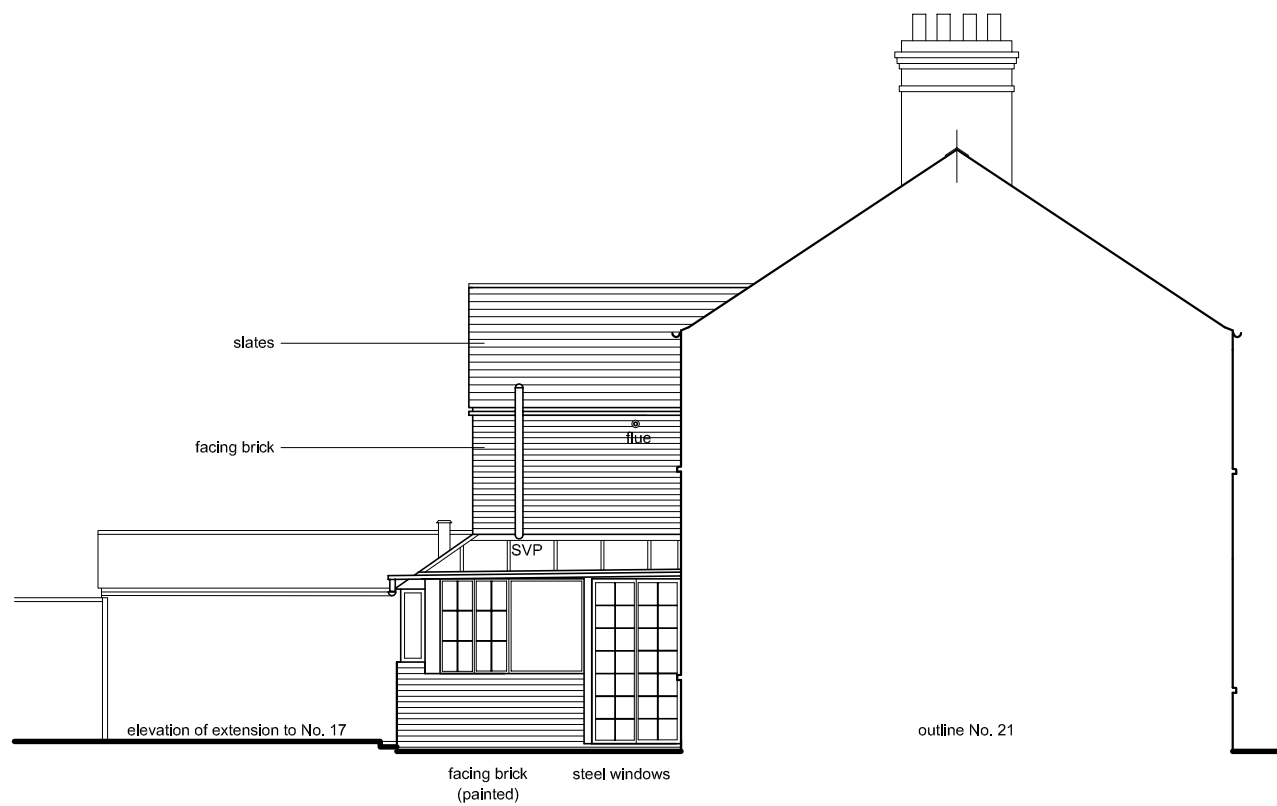 slates
facing brick
flue
SVP
elevation of extension to No. 17
outline No. 21
facing brick
(painted)
steel windows